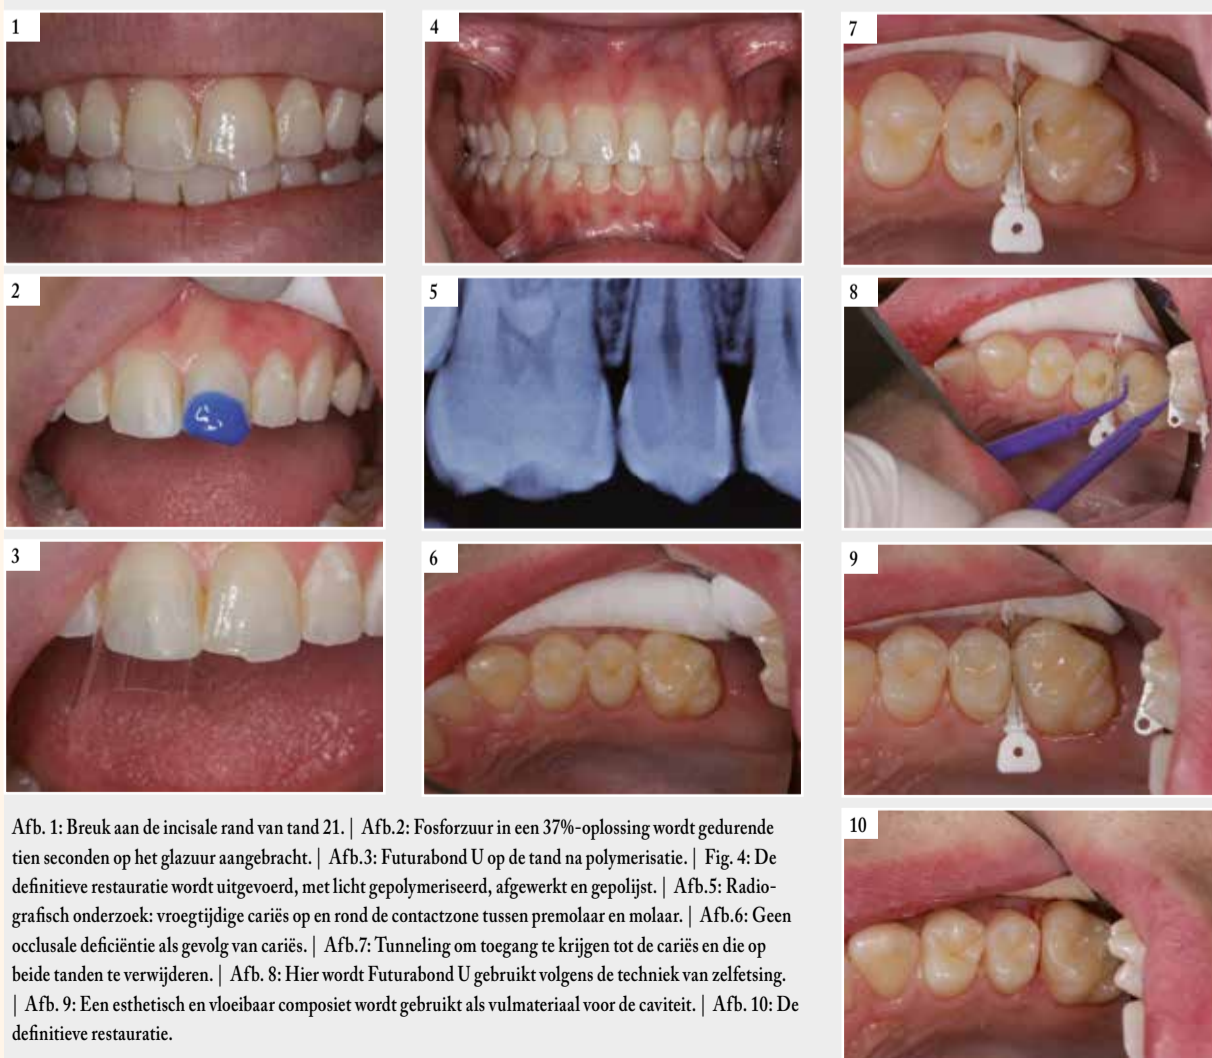 1
4
7
2
5
8
3
6
9
Afb. 1: Breuk aan de incisale rand van tand 21. | Afb.2: Fosforzuur in een 37%-oplossing wordt gedurende
tien seconden op het glazuur aangebracht. | Afb.3: Futurabond U op de tand na polymerisatie. | Fig. 4: De
definitieve restauratie wordt uitgevoerd, met licht gepolymeriseerd, afgewerkt en gepolijst. | Afb.5: Radio-
grafisch onderzoek: vroegtijdige cariës op en rond de contactzone tussen premolaar en molaar. | Afb.6: Geen
occlusale deficiëntie als gevolg van cariës. | Afb.7: Tunneling om toegang te krijgen tot de cariës en die op
beide tanden te verwijderen. | Afb. 8: Hier wordt Futurabond U gebruikt volgens de techniek van zelfetsing.
| Afb. 9: Een esthetisch en vloeibaar composiet wordt gebruikt als vulmateriaal voor de caviteit. | Afb. 10: De
definitieve restauratie.
10